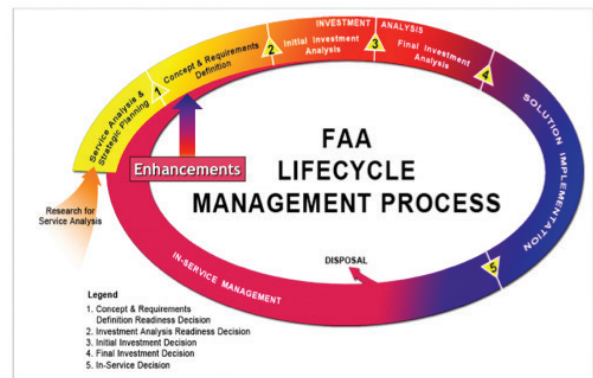 INVESTMENT ANALYSIS
Service Analysis &
Strategic Planning
1
Concept & Requirements
Definition
2
Initial Investment
Analysis
3
Final Investment
Analysis
4
SOLUTION IMPLEMENTATION
5
IN-SERVICE MANAGEMENT
Enhancements
FAA
LIFECYCLE
MANAGEMENT PROCESS
Research for
Service Analysis
DISPOSAL
Legend
1. Concept & Requirements
Definition Readiness Decision
2. Investment Analysis Readiness Decision
3. Initial Investment Decision
4. Final Investment Decision
5. In-Service Decision